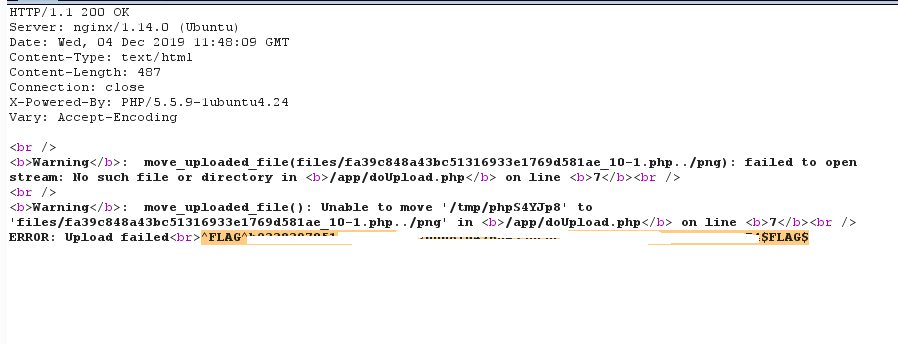 HTTP/1.1 200 OK
Server: nginx/1.14.0 (Ubuntu)
Date: Wed, 04 Dec 2019 11:48:09 GMT
Content-Type: text/html
Content-Length: 487
Connection: close
X-Powered-By: PHP/5.5.9-1ubuntu4.24
Vary: Accept-Encoding
<br />
<b>Warning</b>:  move_uploaded_file(files/fa39c848a43bc51316933e1769d581ae_10-1.php../png): failed to open
stream: No such file or directory in <b>/app/doUpload.php</b> on line <b>7</b><br />
<br />
<b>Warning</b>:  move_uploaded_file(): Unable to move '/tmp/phpS4YJp8' to
'files/fa39c848a43bc51316933e1769d581ae_10-1.php../png' in <b>/app/doUpload.php</b> on line <b>7</b><br />
ERROR: Upload failed<br>^FLAG^ $FLAG$